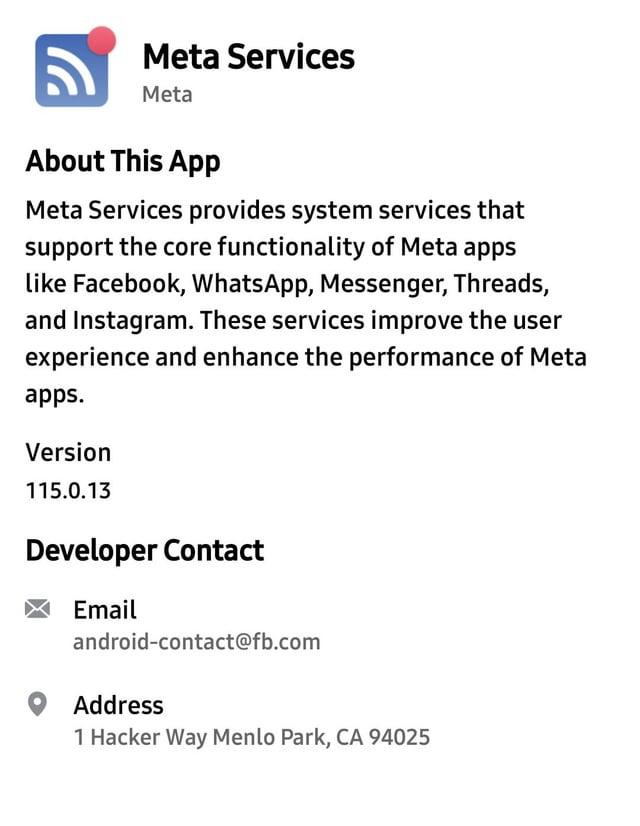 Meta Services
Meta
About This App
Meta Services provides system services that
support the core functionality of Meta apps
like Facebook, WhatsApp, Messenger, Threads,
and Instagram. These services improve the user
experience and enhance the performance of Meta
apps.
Version
115.0.13
Developer Contact
Email
android-contact@fb.com
Address
1 Hacker Way Menlo Park, CA 94025